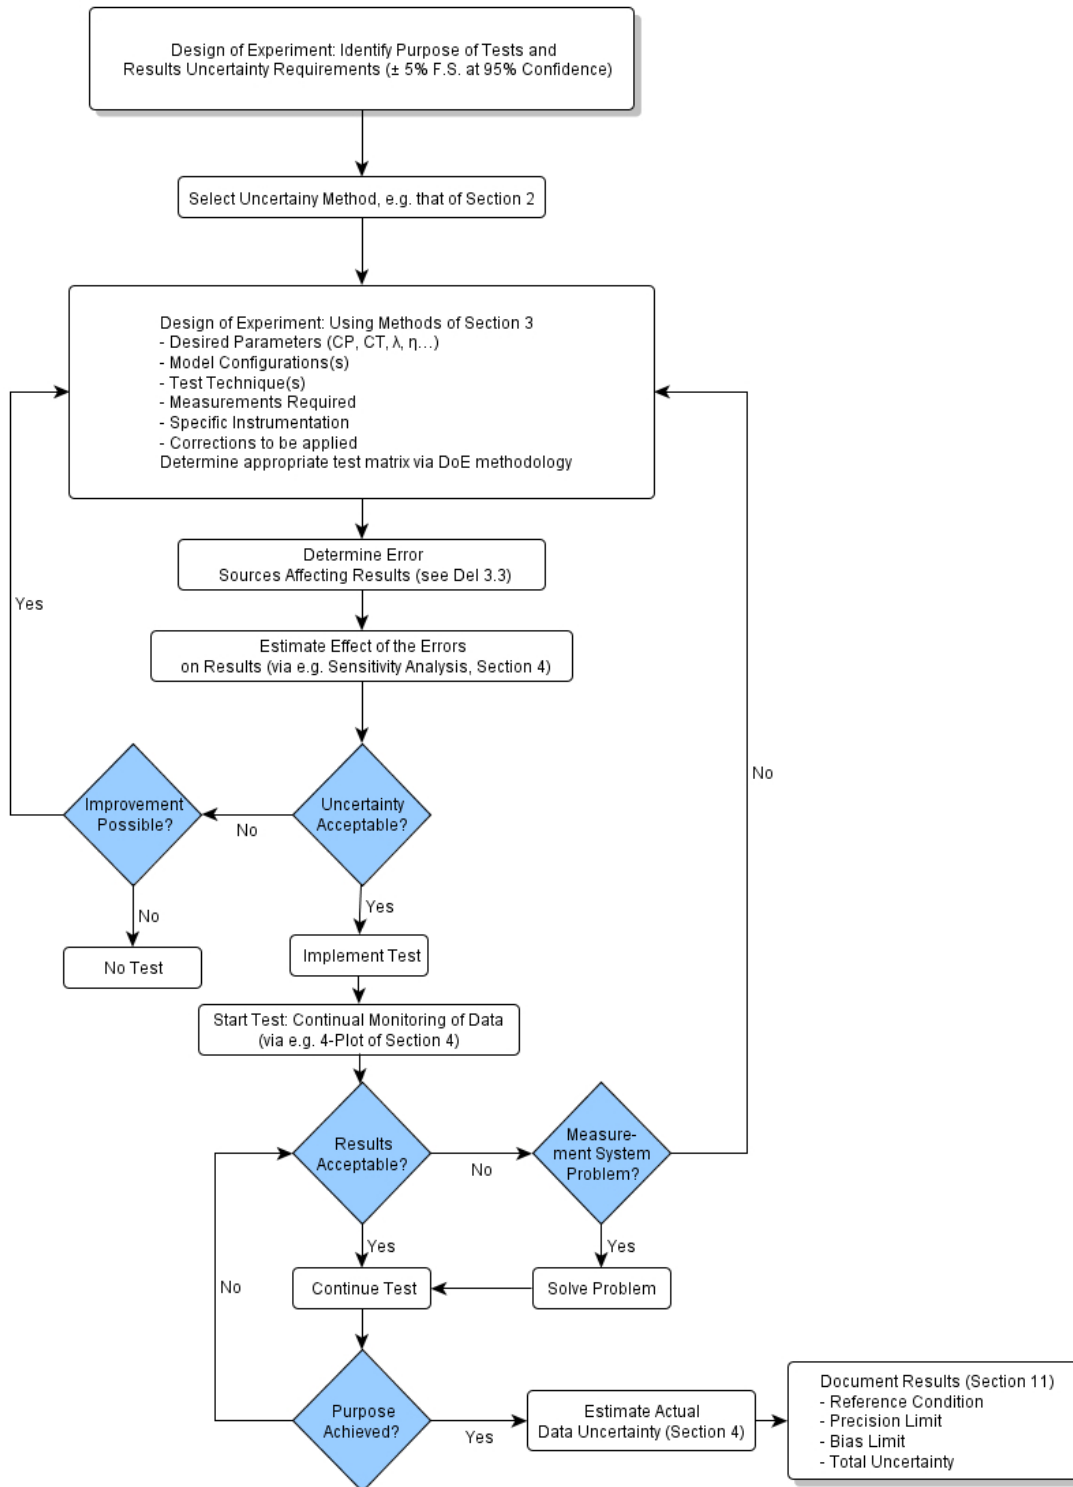 Design of Experiment: Identify Purpose of Tests and
Results Uncertainty Requirements (± 5% F.S. at 95% Confidence)
Select Uncertainy Method, e.g. that of Section 2
Design of Experiment: Using Methods of Section 3
- Desired Parameters (CP, CT, λ, η…)
- Model Configurations(s)
- Test Technique(s)
- Measurements Required
- Specific Instrumentation
- Corrections to be applied
Determine appropriate test matrix via DoE methodology
Determine Error
Sources Affecting Results (see Del 3.3)
Yes
Estimate Effect of the Errors
on Results (via e.g. Sensitivity Analysis, Section 4)
No
Improvement
Possible?
No
Uncertainty
Acceptable?
No
Yes
No Test
Implement Test
Start Test: Continual Monitoring of Data
(via e.g. 4-Plot of Section 4)
Results
Acceptable?
No
Measure-
ment System
Problem?
Yes
Yes
No
Continue Test
Solve Problem
Purpose
Achieved?
Yes
Estimate Actual
Data Uncertainty (Section 4)
Document Results (Section 11)
- Reference Condition
- Precision Limit
- Bias Limit
- Total Uncertainty